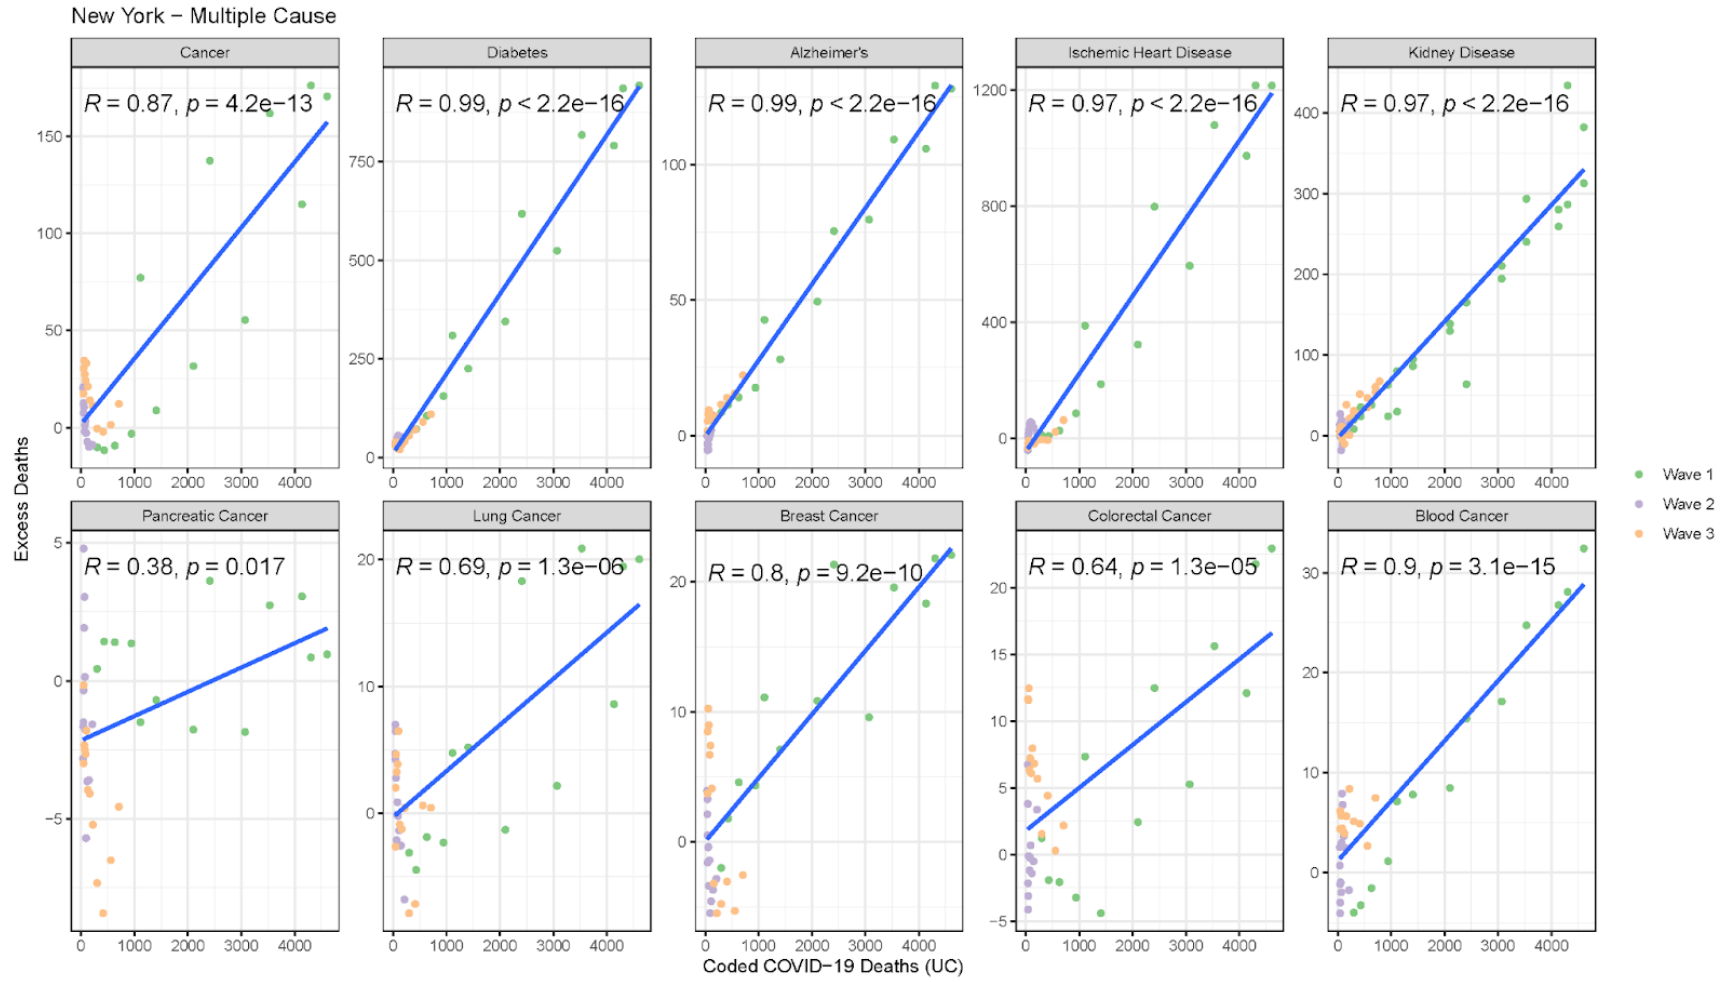 New York − Multiple Cause
Cancer
Diabetes
Alzheimer's
Ischemic Heart Disease
Kidney Disease
R = 0.87, p = 4.2e−13
R = 0.99, p < 2.2e−16
R = 0.99, p < 2.2e−16
R = 0.97, p < 2.2e−16
R = 0.97, p < 2.2e−16
150
100
50
0
750
500
250
0
100
50
0
1200
800
400
0
400
300
200
100
0
0 1000 2000 3000 4000
0 1000 2000 3000 4000
0 1000 2000 3000 4000
0 1000 2000 3000 4000
0 1000 2000 3000 4000
Excess Deaths
Pancreatic Cancer
Lung Cancer
Breast Cancer
Colorectal Cancer
Blood Cancer
R = 0.38, p = 0.017
R = 0.69, p = 1.3e−06
R = 0.8, p = 9.2e−10
R = 0.64, p = 1.3e−05
R = 0.9, p = 3.1e−15
5
0
−5
20
10
0
20
10
0
20
15
10
5
0
−5
30
20
10
0
0 1000 2000 3000 4000
0 1000 2000 3000 4000
0 1000 2000 3000 4000
0 1000 2000 3000 4000
0 1000 2000 3000 4000
Coded COVID−19 Deaths (UC)
Wave 1
Wave 2
Wave 3